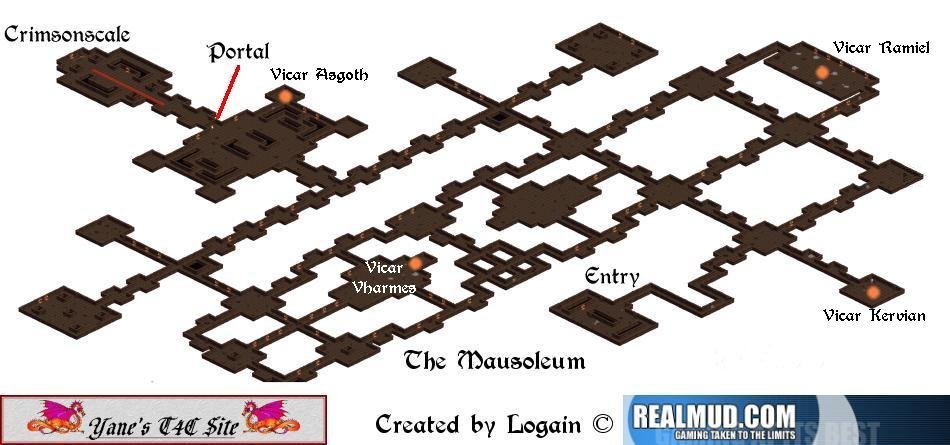 Crimsonscale
Portal
Vicar Asgoth
Vicar Ramiel
Vicar
Vharmes
Entry
Vicar Kervian
The Mausoleum
Yane's T4C Site
Created by Logain ©
REALMUD.COM
GAMING TAKEN TO THE LIMITS